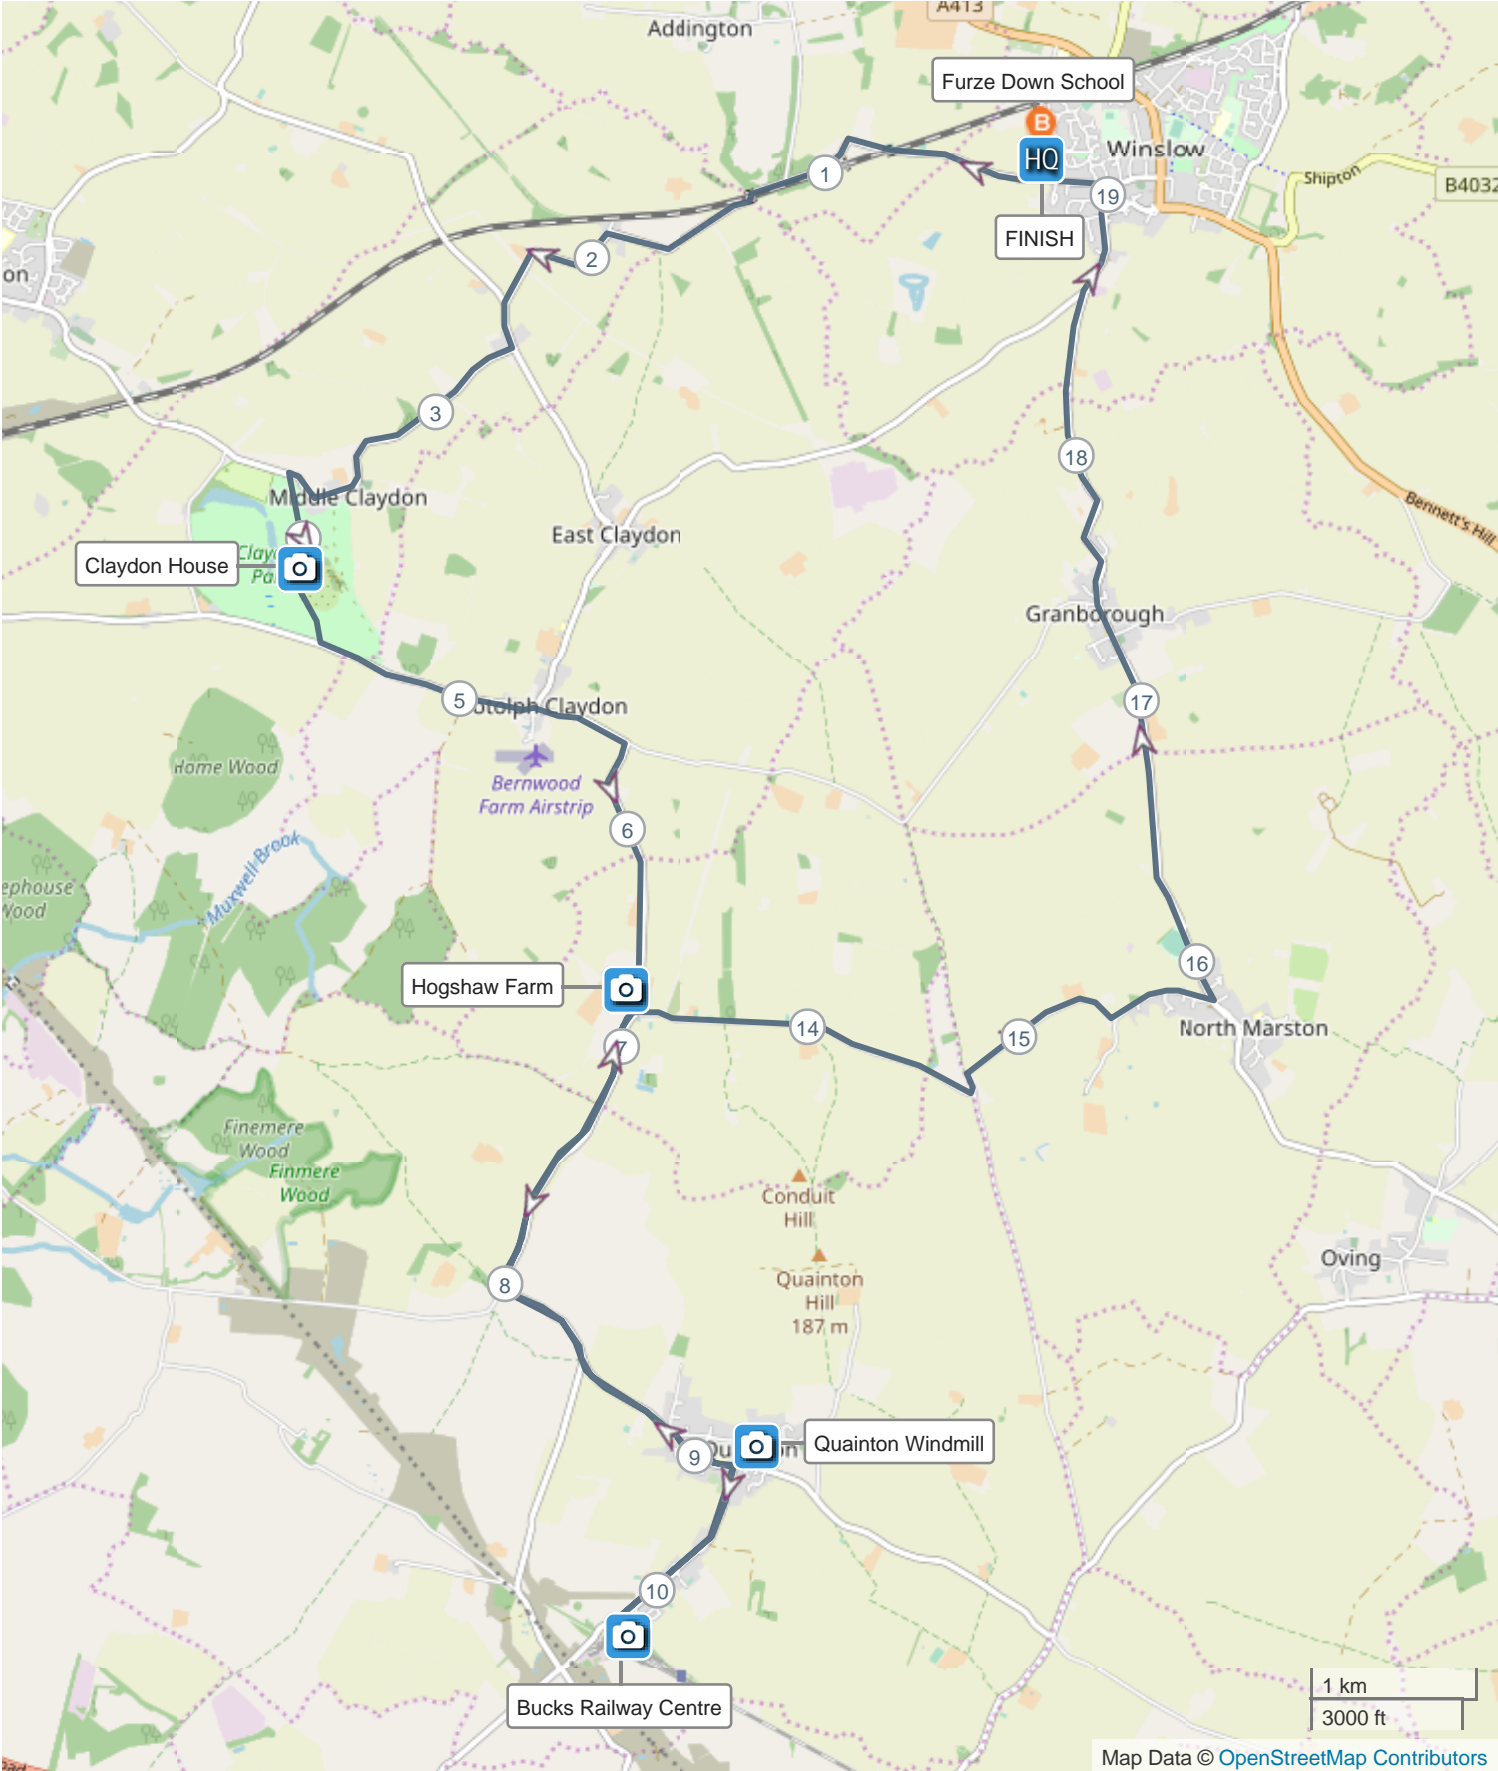 A413
Addington
Furze Down School
B
HQ
Winslow
Shipton
B4032
1
19
FINISH
2
on
3
Middle Claydon
18
Bennett's Hill
East Claydon
Claydon House
Granborough
5
17
Home Wood
Bernwood
Farm Airstrip
6
Muxwell Brook
16
Hogshaw Farm
14
North Marston
15
7
Finemere
Wood
Finmere
Wood
Conduit
Hill
Oving
8
Quainton
Hill
187 m
9
Quainton Windmill
10
Bucks Railway Centre
1 km
3000 ft
Map Data © OpenStreetMap Contributors